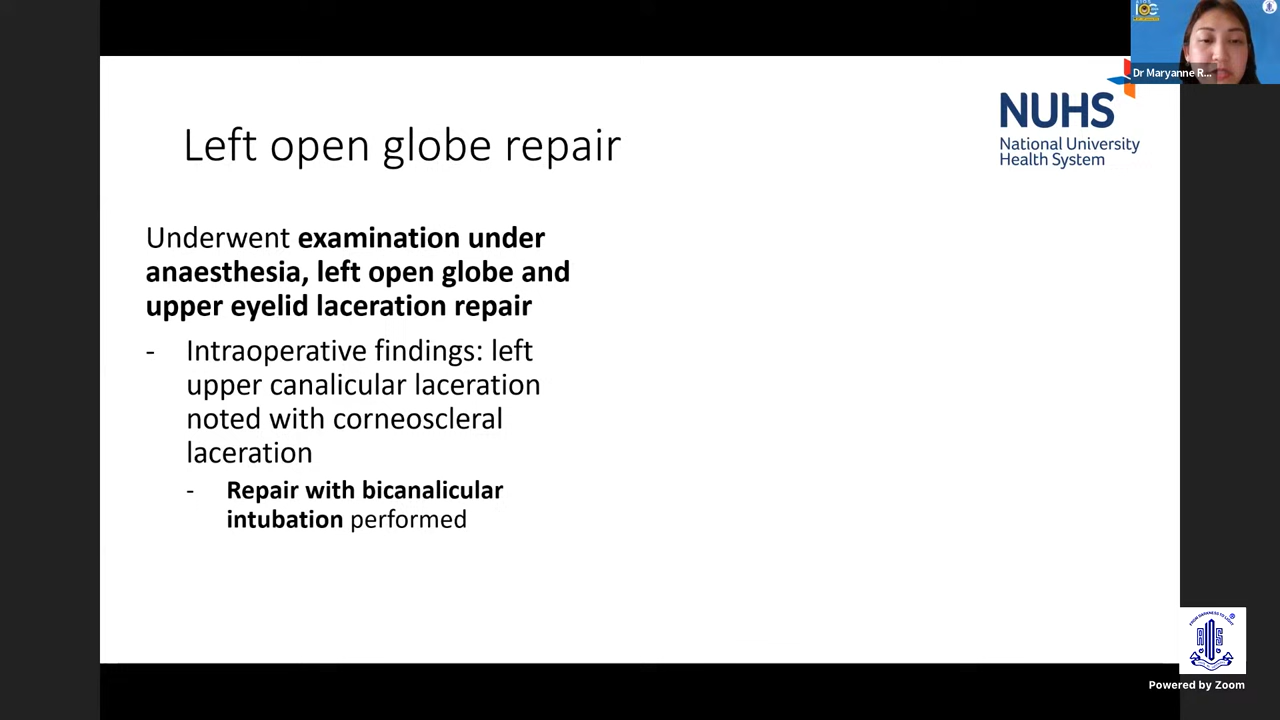 Dr Maryanne R...
NUHS
National University
Health System
Left open globe repair
Underwent examination under
anaesthesia, left open globe and
upper eyelid laceration repair
- Intraoperative findings: left
upper canalicular laceration
noted with corneoscleral
laceration
- Repair with bicanalicular
intubation performed
Powered by Zoom